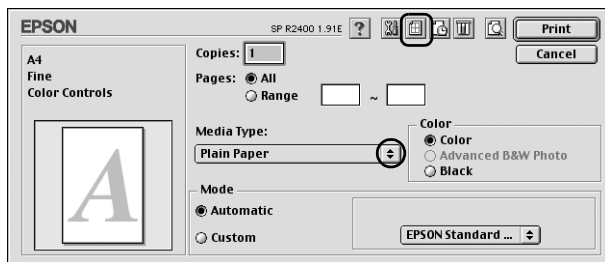 EPSON
SP R2400 1.91E
?
Print
Cancel
A4
Fine
Color Controls
A
Copies: 1
Pages: All
Range ~
Media Type:
Plain Paper
Color
Color
Advanced B&W Photo
Black
Mode
Automatic
Custom
EPSON Standard ...